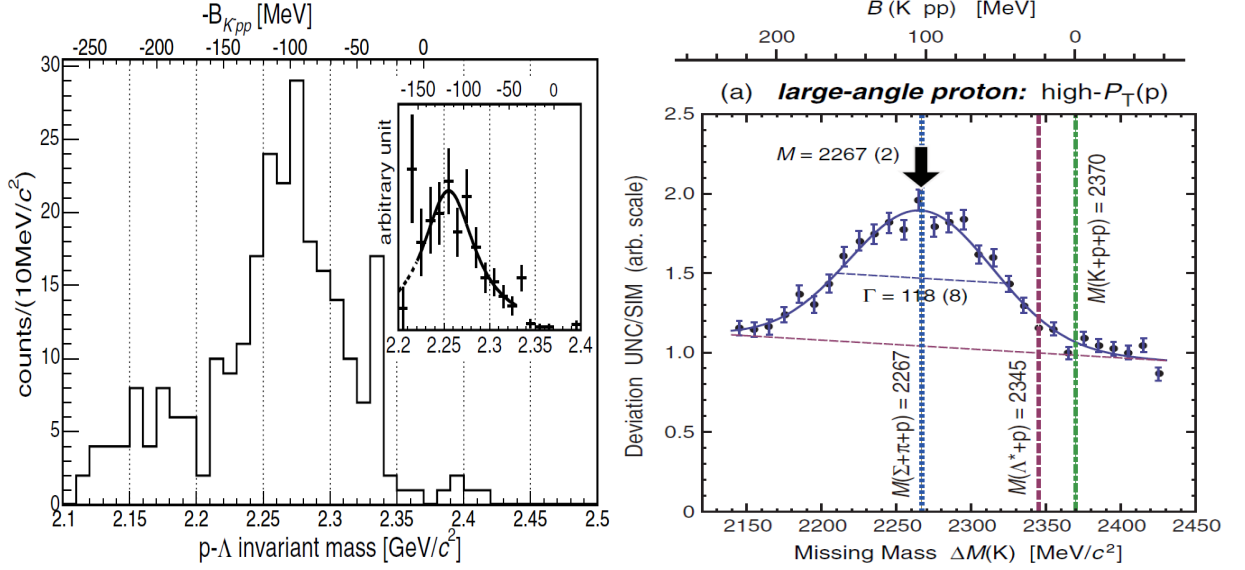 -B_{K^-pp} [MeV]
-250 -200 -150 -100 -50 0
counts/(10MeV/c²)
30
25
20
15
10
5
0
2.1 2.15 2.2 2.25 2.3 2.35 2.4 2.45 2.5
p-Λ invariant mass [GeV/c²]
-150 -100 -50 0
arbitrary unit
2.2 2.25 2.3 2.35 2.4
B (K pp) [MeV]
200 100 0
(a) large-angle proton: high-P_T(p)
Deviation UNC/SIM (arb. scale)
2.5
2.0
1.5
1.0
0.5
0
M = 2267 (2)
Γ = 118 (8)
M(Σ+π+p) = 2267
M(Λ*+p) = 2345
M(K+p+p) = 2370
2150 2200 2250 2300 2350 2400 2450
Missing Mass ΔM(K) [MeV/c²]